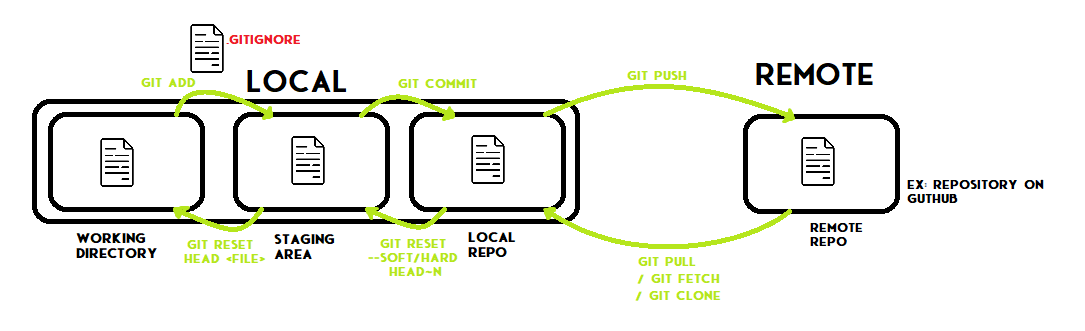 .GITIGNORE
LOCAL
REMOTE
GIT ADD
GIT COMMIT
GIT PUSH
EX: REPOSITORY ON
GUTHUB
WORKING
DIRECTORY
GIT RESET
HEAD <FILE>
STAGING
AREA
GIT RESET
--SOFT/HARD
HEAD~N
LOCAL
REPO
REMOTE
REPO
GIT PULL
/ GIT FETCH
/ GIT CLONE